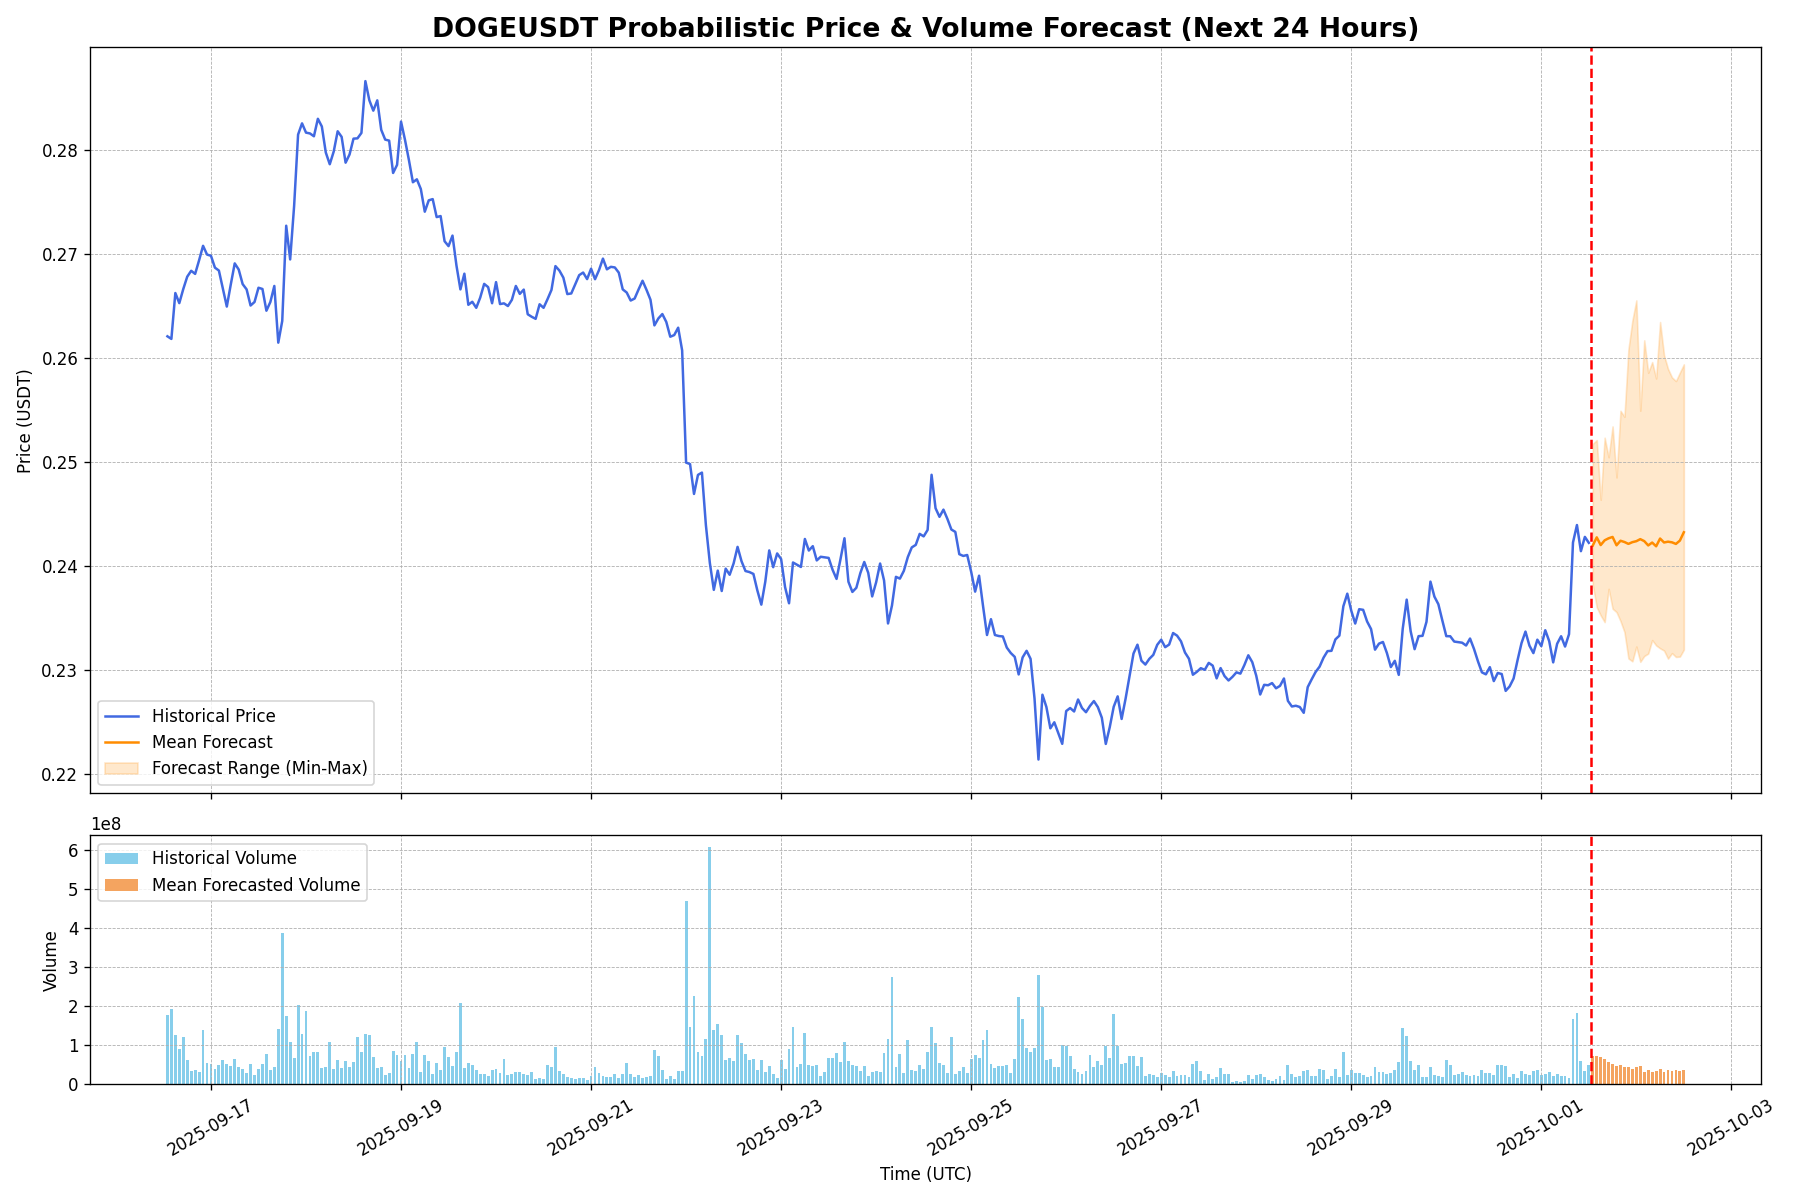 DOGEUSDT Probabilistic Price & Volume Forecast (Next 24 Hours)
Price (USDT)
0.28
0.27
0.26
0.25
0.24
0.23
0.22
Historical Price
Mean Forecast
Forecast Range (Min-Max)
1e8
Volume
6
5
4
3
2
1
0
Historical Volume
Mean Forecasted Volume
2025-09-17
2025-09-19
2025-09-21
2025-09-23
2025-09-25
2025-09-27
2025-09-29
2025-10-01
2025-10-03
Time (UTC)